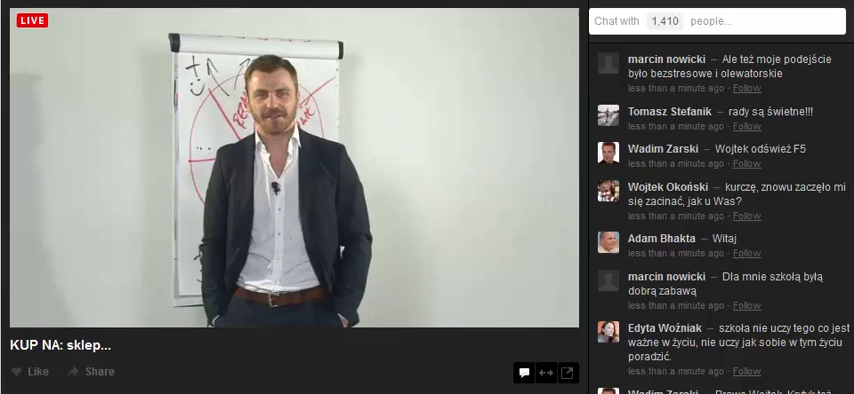 LIVE
KUP NA: sklep...
Like
Share
Chat with 1,410 people...
marcin nowicki – Ale też moje podejście
było bezstresowe i olewatorskie
less than a minute ago · Follow
Tomasz Stefanik – rady są świetne!!!
less than a minute ago · Follow
Wadim Zarski – Wojtek odśwież F5
less than a minute ago · Follow
Wojtek Okoński – kurczę, znowu zaczęło mi
się zacinać, jak u Was?
less than a minute ago · Follow
Adam Bhakta – Witaj
less than a minute ago · Follow
marcin nowicki – Dla mnie szkołą byłą
dobrą zabawą
less than a minute ago · Follow
Edyta Woźniak – szkoła nie uczy tego co jest
ważne w życiu, nie uczy jak sobie w tym życiu
poradzić.
less than a minute ago · Follow